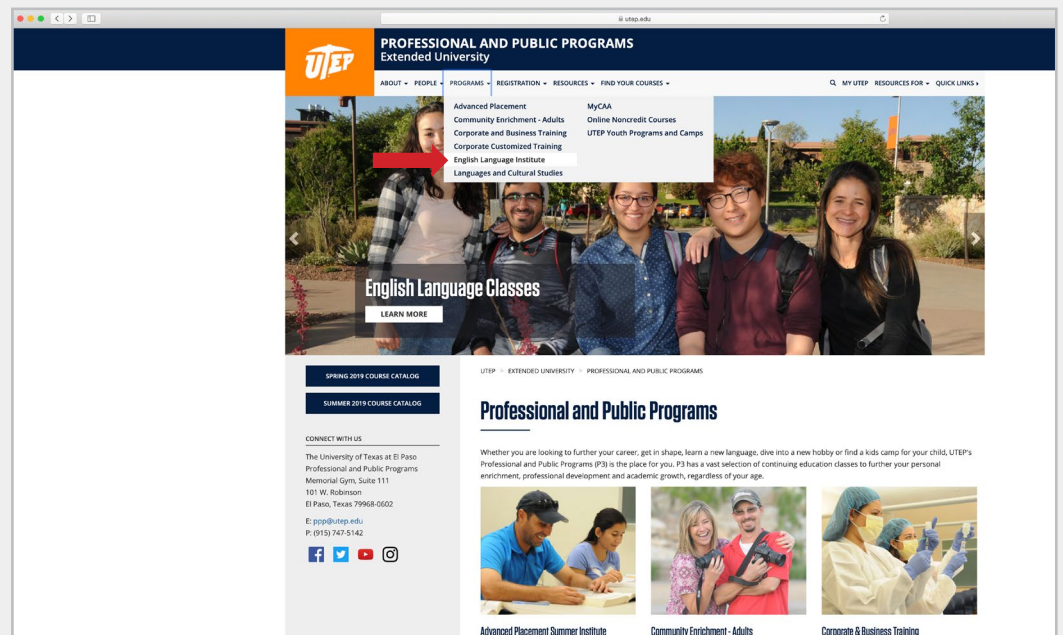 utep.edu
UTEP
PROFESSIONAL AND PUBLIC PROGRAMS
Extended University
ABOUT PEOPLE PROGRAMS REGISTRATION RESOURCES FIND YOUR COURSES MY UTEP RESOURCES FOR QUICK LINKS
Advanced Placement
Community Enrichment - Adults
Corporate and Business Training
Corporate Customized Training
English Language Institute
Languages and Cultural Studies
MyCAA
Online Noncredit Courses
UTEP Youth Programs and Camps
English Language Classes
LEARN MORE
SPRING 2019 COURSE CATALOG
SUMMER 2019 COURSE CATALOG
CONNECT WITH US
The University of Texas at El Paso
Professional and Public Programs
Memorial Gym, Suite 111
101 W. Robinson
El Paso, Texas 79968-0602
E: ppp@utep.edu
P: (915) 747-5142
UTEP > EXTENDED UNIVERSITY > PROFESSIONAL AND PUBLIC PROGRAMS
Professional and Public Programs
Whether you are looking to further your career, get in shape, learn a new language, dive into a new hobby or find a kids camp for your child, UTEP's
Professional and Public Programs (P3) is the place for you. P3 has a vast selection of continuing education classes to further your personal
enrichment, professional development and academic growth, regardless of your age.
Advanced Placement Summer Institute
Community Enrichment - Adults
Corporate & Business Training